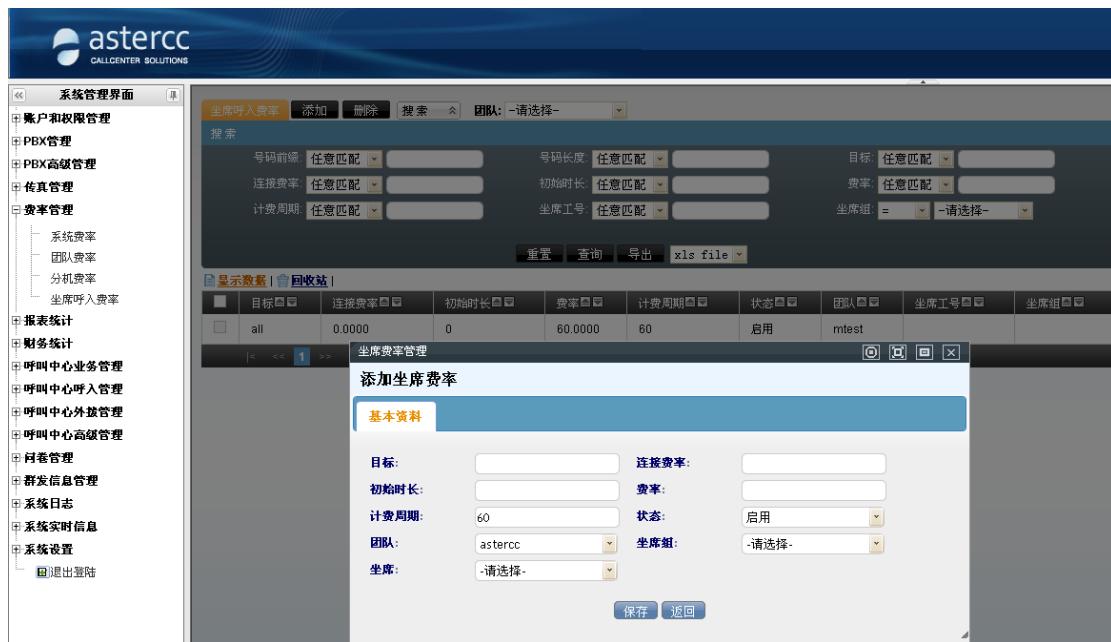 astercc
CALLCENTER SOLUTIONS
系统管理界面
账户和权限管理
PBX管理
PBX高级管理
传真管理
费率管理
系统费率
团队费率
分机费率
坐席呼入费率
报表统计
财务统计
呼叫中心业务管理
呼叫中心呼入管理
呼叫中心外拨管理
呼叫中心高级管理
问卷管理
群发信息管理
系统日志
系统实时信息
系统设置
退出登陆
坐席呼入费率 添加 删除 搜索 团队: -请选择-
搜索
号码前缀: 任意匹配 号码长度: 任意匹配 目标: 任意匹配
连接费率: 任意匹配 初始时长: 任意匹配 费率: 任意匹配
计费周期: 任意匹配 坐席工号: 任意匹配 坐席组: = -请选择-
重置 查询 导出 xls file
显示数据 | 回收站 |
目标 连接费率 初始时长 费率 计费周期 状态 团队 坐席工号 坐席组
all 0.0000 0 60.0000 60 启用 mtest
|< << 1 >>
坐席费率管理
添加坐席费率
基本资料
目标: 连接费率:
初始时长: 费率:
计费周期: 60 状态: 启用
团队: astercc 坐席组: -请选择-
坐席: -请选择-
保存 返回